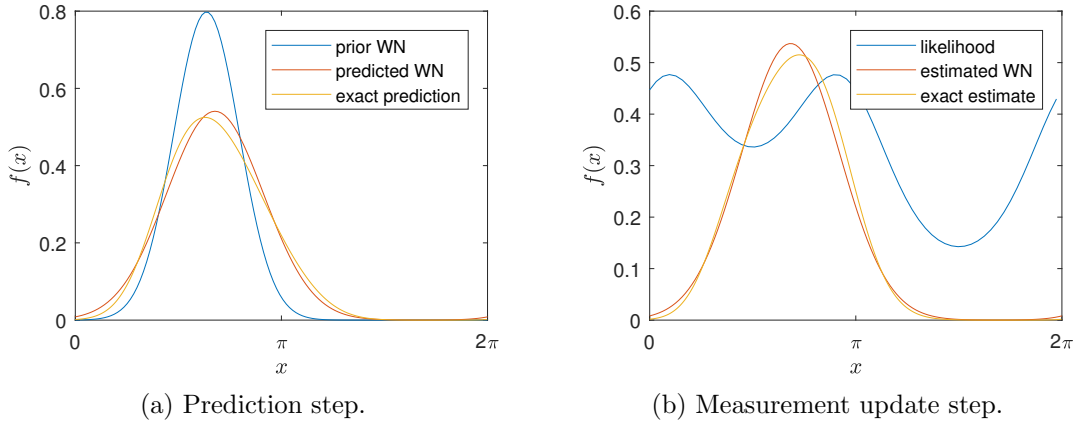 0.8
0.6
0.4
0.2
0
f(x)
prior WN
predicted WN
exact prediction
0
π
2π
x
(a) Prediction step.
0.6
0.5
0.4
0.3
0.2
0.1
0
f(x)
likelihood
estimated WN
exact estimate
0
π
2π
x
(b) Measurement update step.